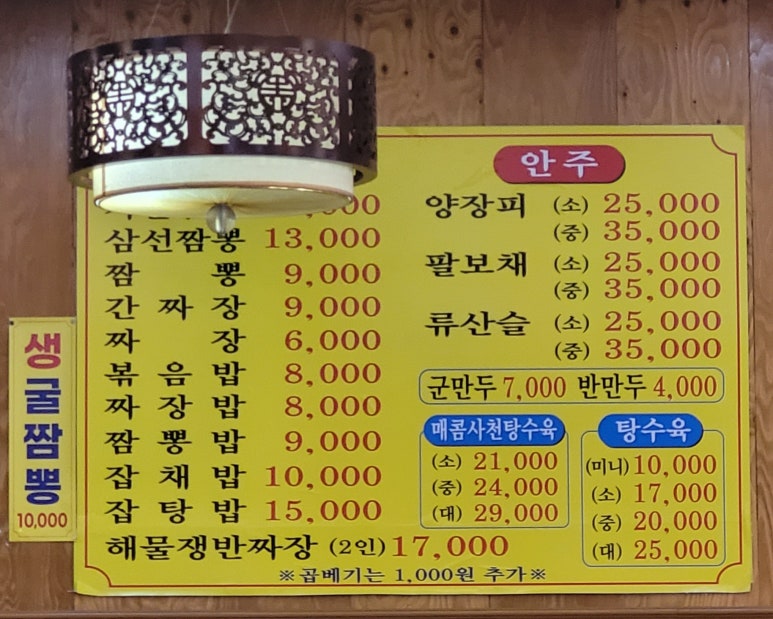 삼선짬뽕 13,000
짬뽕 9,000
간짜장 9,000
짜장 6,000
볶음밥 8,000
짜장밥 8,000
짬뽕밥 9,000
잡채밥 10,000
잡탕밥 15,000
해물쟁반짜장 (2인) 17,000
안주
양장피 (소) 25,000
(중) 35,000
팔보채 (소) 25,000
(중) 35,000
류산슬 (소) 25,000
(중) 35,000
군만두 7,000 반만두 4,000
매콤사천탕수육
(소) 21,000
(중) 24,000
(대) 29,000
탕수육
(미니) 10,000
(소) 17,000
(중) 20,000
(대) 25,000
※곱베기는 1,000원 추가※
생굴짬뽕
10,000